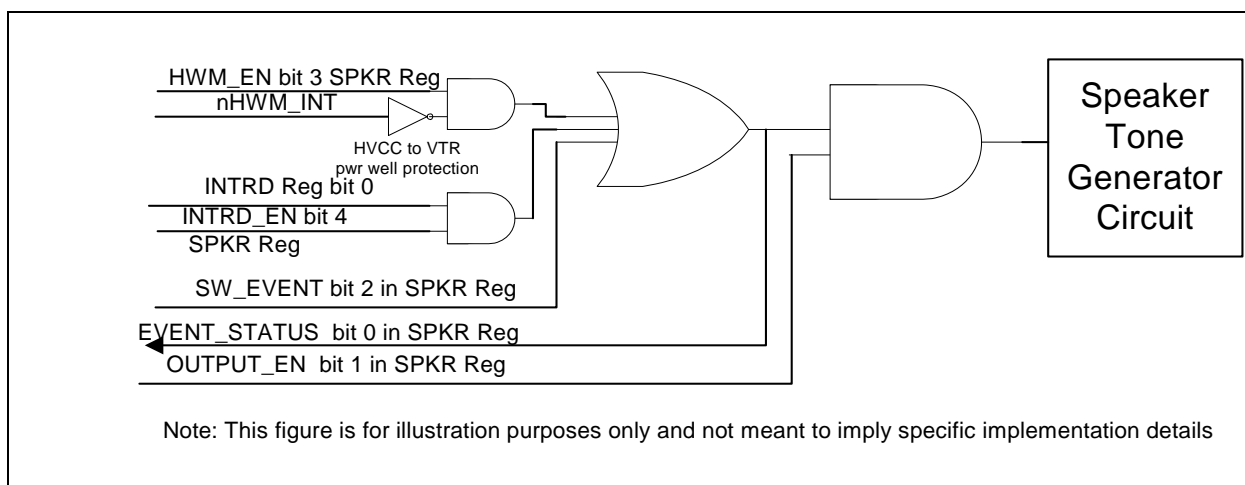 HWM_EN bit 3 SPKR Reg
nHWM_INT
HVCC to VTR
pwr well protection
INTRD Reg bit 0
INTRD_EN bit 4
SPKR Reg
SW_EVENT bit 2 in SPKR Reg
EVENT_STATUS bit 0 in SPKR Reg
OUTPUT_EN bit 1 in SPKR Reg
Speaker
Tone
Generator
Circuit
Note: This figure is for illustration purposes only and not meant to imply specific implementation details